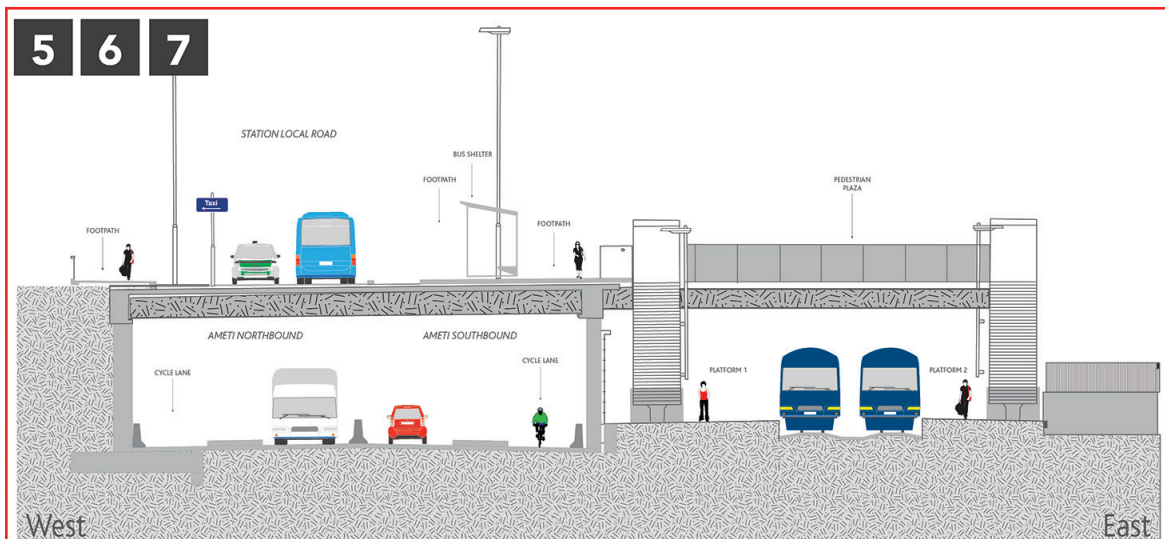 5 6 7
STATION LOCAL ROAD
BUS SHELTER
FOOTPATH
PEDESTRIAN
PLAZA
Taxi
FOOTPATH
FOOTPATH
AMETI NORTHBOUND
AMETI SOUTHBOUND
CYCLE LANE
CYCLE LANE
PLATFORM 1
PLATFORM 2
West
East